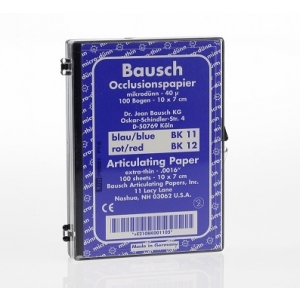 Bausch
Occlusionspapier
mikrodünn - 40 µ
100 Bogen - 10 x 7 cm
Dr. Jean Bausch KG
Oskar-Schindler-Str. 4
D-50769 Köln
blau/blue BK 11
rot/red BK 12
Articulating Paper
extra-thin - .0016"
100 sheets - 10 x 7 cm
Bausch Articulating Papers, Inc.
11 Lacy Lane
Nashua, NH 03062 U.S.A.
Made in Germany